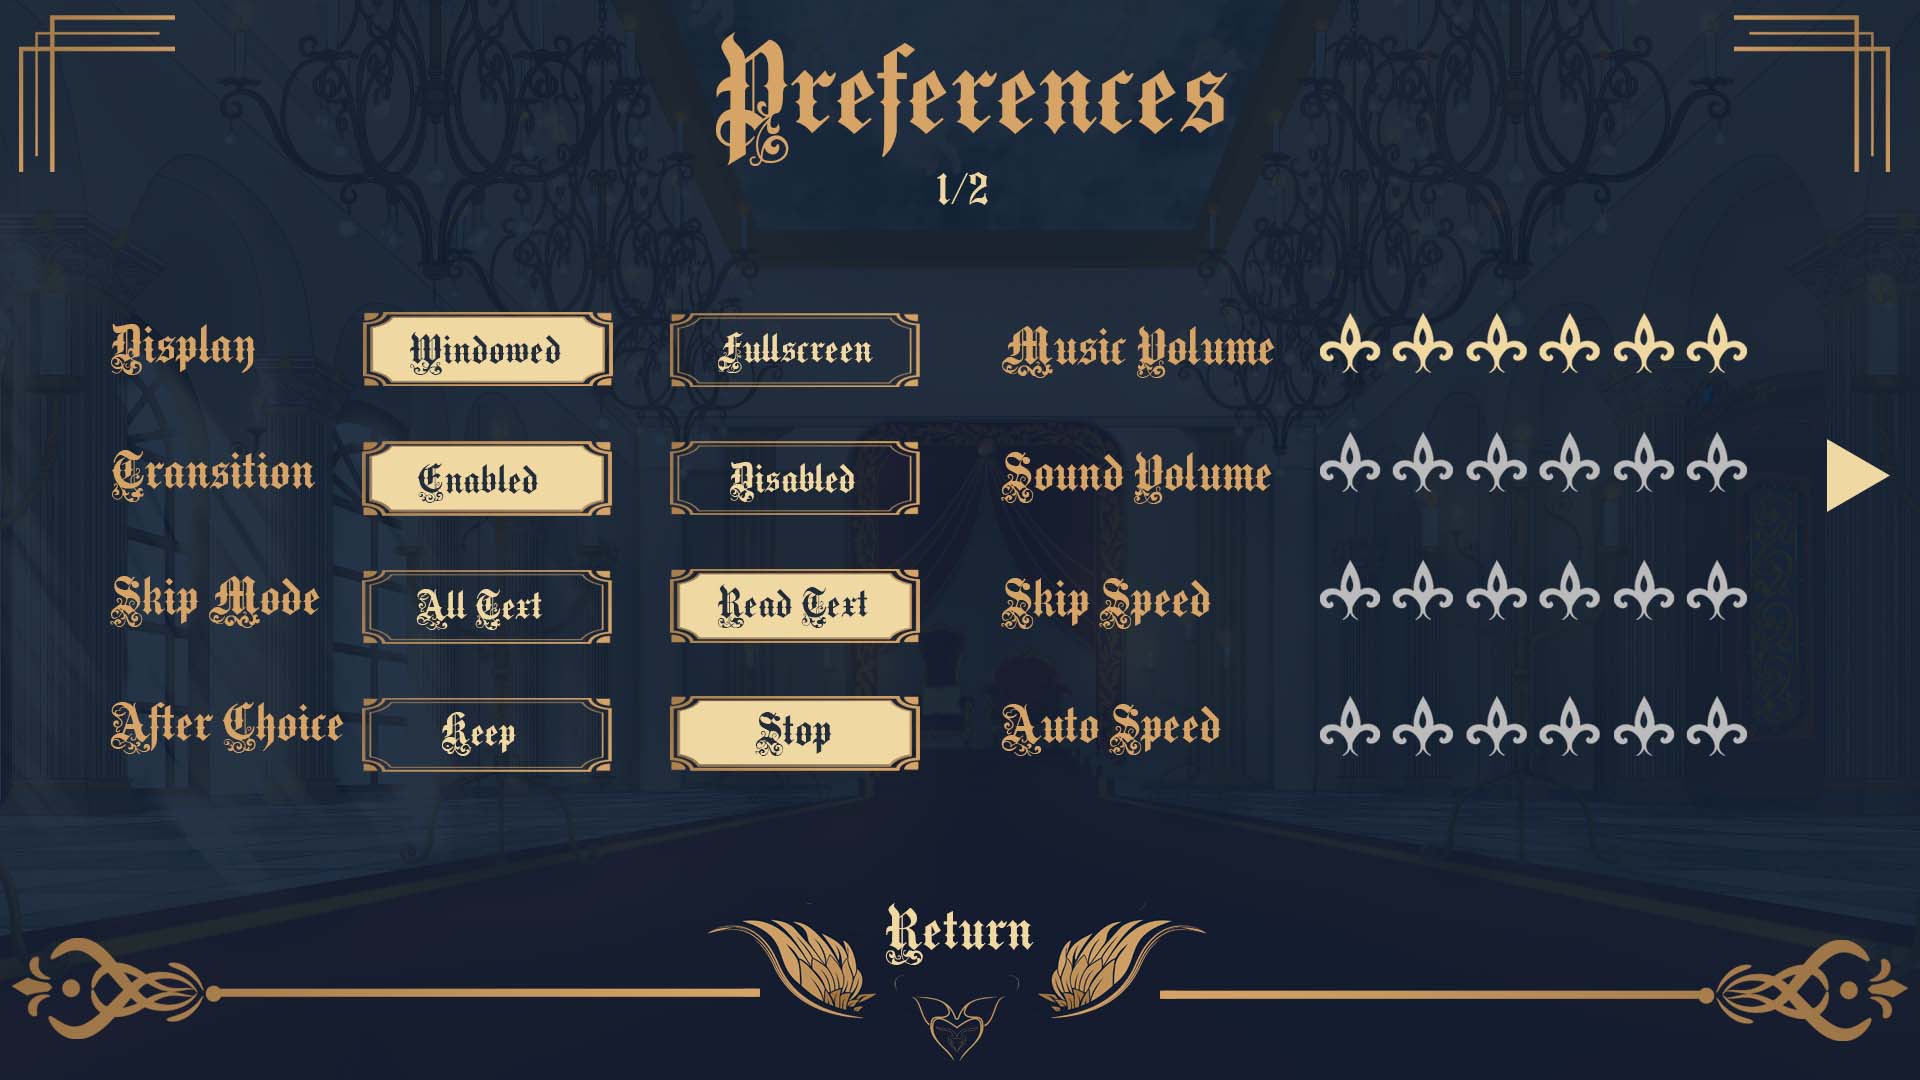 Preferences
1/2
Display Windowed Fullscreen Music Volume
Transition Enabled Disabled Sound Volume
Skip Mode All Text Read Text Skip Speed
After Choice Keep Stop Auto Speed
Return